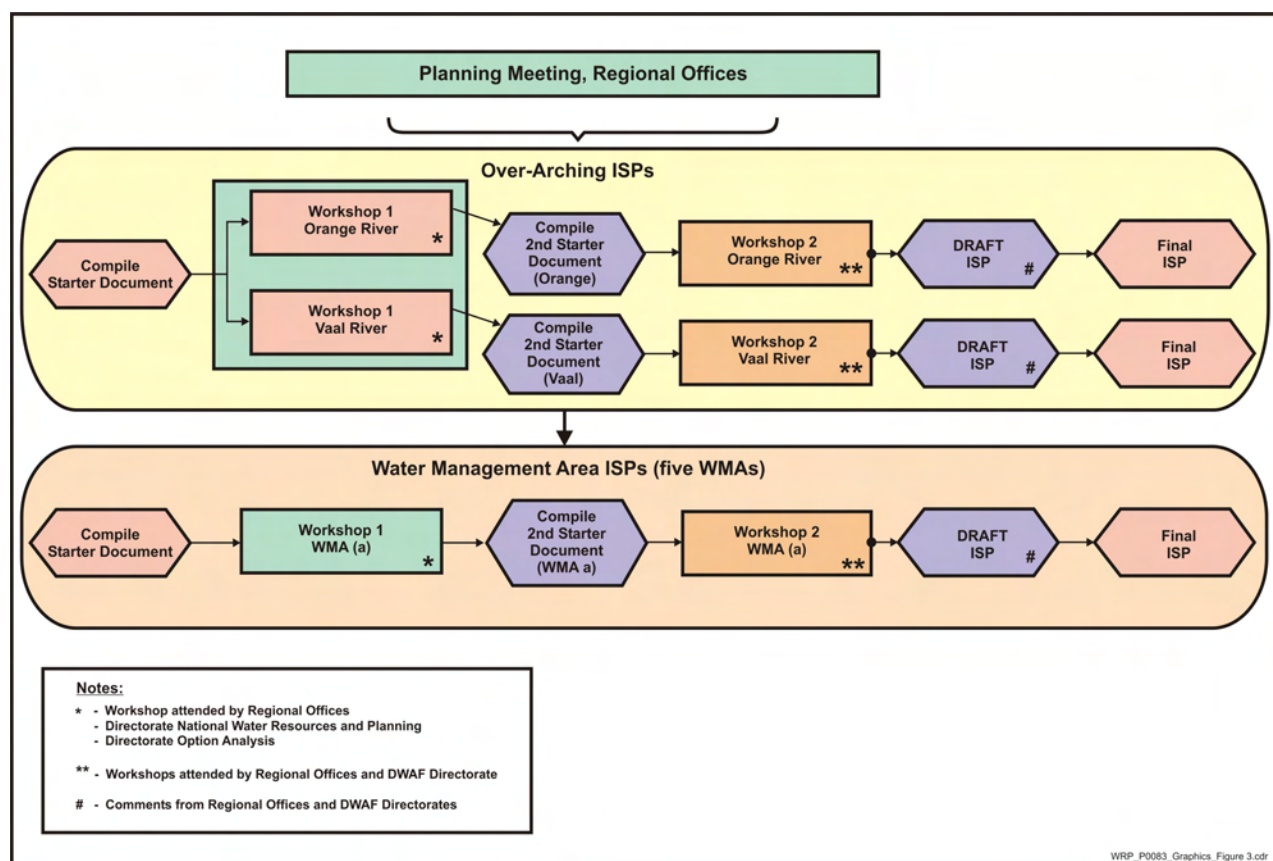 Planning Meeting, Regional Offices
Over-Arching ISPs
Compile
Starter Document
Workshop 1
Orange River
*
Workshop 1
Vaal River
*
Compile
2nd Starter
Document
(Orange)
Workshop 2
Orange River
**
DRAFT
ISP
#
Final
ISP
Compile
2nd Starter
Document
(Vaal)
Workshop 2
Vaal River
**
DRAFT
ISP
#
Final
ISP
Water Management Area ISPs (five WMAs)
Compile
Starter Document
Workshop 1
WMA (a)
*
Compile
2nd Starter
Document
(WMA a)
Workshop 2
WMA (a)
**
DRAFT
ISP
#
Final
ISP
Notes:
* - Workshop attended by Regional Offices
- Directorate National Water Resources and Planning
- Directorate Option Analysis
** - Workshops attended by Regional Offices and DWAF Directorate
# - Comments from Regional Offices and DWAF Directorates
WRP_P0083_Graphics_Figure 3.cdr